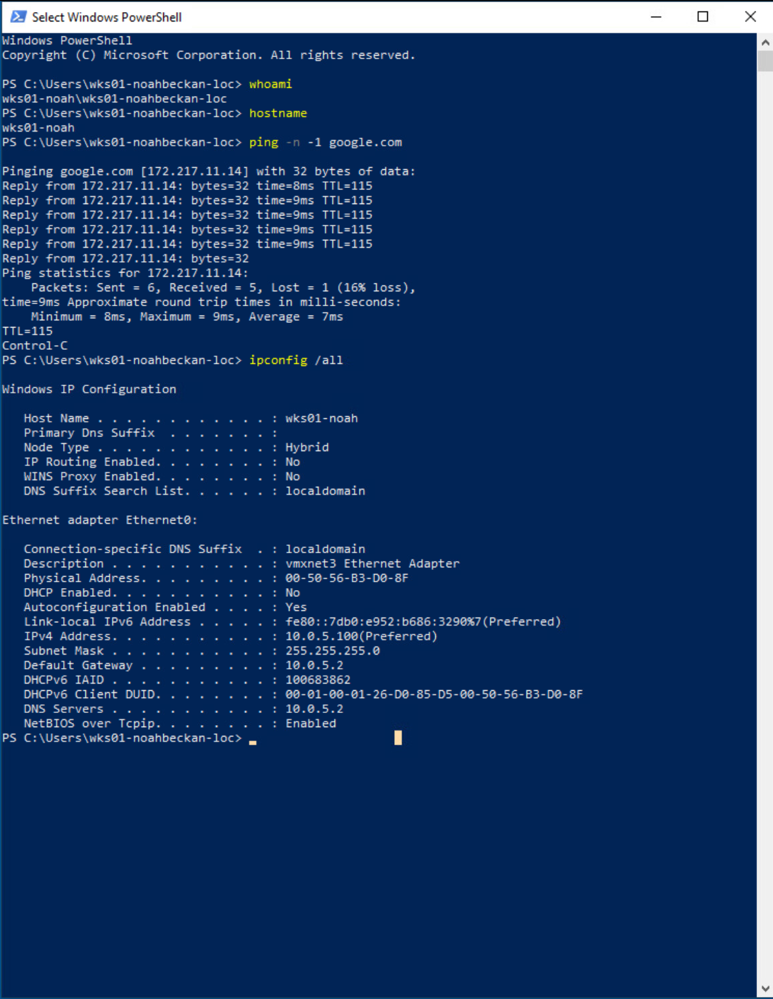 Select Windows PowerShell
Windows PowerShell
Copyright (C) Microsoft Corporation. All rights reserved.
PS C:\Users\wks01-noahbeckan-loc> whoami
wks01-noah\wks01-noahbeckan-loc
PS C:\Users\wks01-noahbeckan-loc> hostname
wks01-noah
PS C:\Users\wks01-noahbeckan-loc> ping -n -1 google.com
Pinging google.com [172.217.11.14] with 32 bytes of data:
Reply from 172.217.11.14: bytes=32 time=8ms TTL=115
Reply from 172.217.11.14: bytes=32 time=9ms TTL=115
Reply from 172.217.11.14: bytes=32 time=9ms TTL=115
Reply from 172.217.11.14: bytes=32 time=9ms TTL=115
Reply from 172.217.11.14: bytes=32 time=9ms TTL=115
Reply from 172.217.11.14: bytes=32
Ping statistics for 172.217.11.14:
    Packets: Sent = 6, Received = 5, Lost = 1 (16% loss),
time=9ms Approximate round trip times in milli-seconds:
    Minimum = 8ms, Maximum = 9ms, Average = 7ms
TTL=115
Control-C
PS C:\Users\wks01-noahbeckan-loc> ipconfig /all
Windows IP Configuration
   Host Name . . . . . . . . . . . . : wks01-noah
   Primary Dns Suffix  . . . . . . . :
   Node Type . . . . . . . . . . . . : Hybrid
   IP Routing Enabled. . . . . . . . : No
   WINS Proxy Enabled. . . . . . . . : No
   DNS Suffix Search List. . . . . . : localdomain
Ethernet adapter Ethernet0:
   Connection-specific DNS Suffix  . : localdomain
   Description . . . . . . . . . . . : vmxnet3 Ethernet Adapter
   Physical Address. . . . . . . . . : 00-50-56-B3-D0-8F
   DHCP Enabled. . . . . . . . . . . : No
   Autoconfiguration Enabled . . . . : Yes
   Link-local IPv6 Address . . . . . : fe80::7db0:e952:b686:3290%7(Preferred)
   IPv4 Address. . . . . . . . . . . : 10.0.5.100(Preferred)
   Subnet Mask . . . . . . . . . . . : 255.255.255.0
   Default Gateway . . . . . . . . . : 10.0.5.2
   DHCPv6 IAID . . . . . . . . . . . : 100683862
   DHCPv6 Client DUID. . . . . . . . : 00-01-00-01-26-D0-85-D5-00-50-56-B3-D0-8F
   DNS Servers . . . . . . . . . . . : 10.0.5.2
   NetBIOS over Tcpip. . . . . . . . : Enabled
PS C:\Users\wks01-noahbeckan-loc>